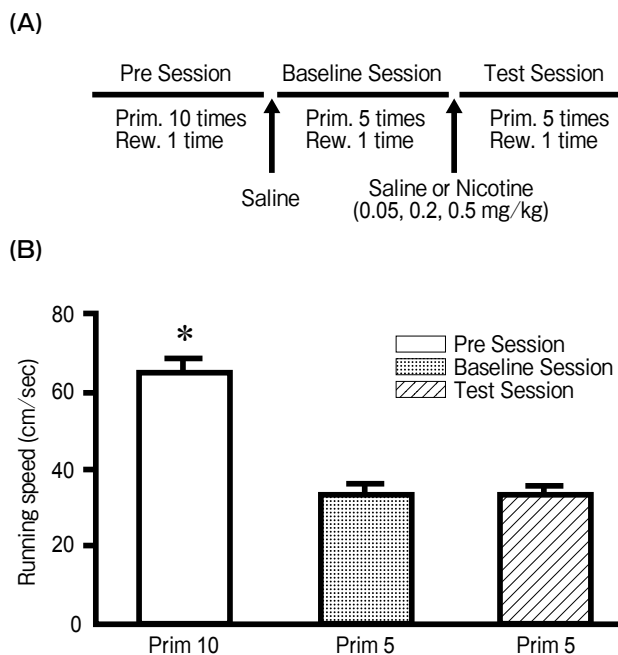 (A)
Pre Session
Baseline Session
Test Session
Prim. 10 times
Rew. 1 time
Prim. 5 times
Rew. 1 time
Prim. 5 times
Rew. 1 time
Saline
Saline or Nicotine
(0.05, 0.2, 0.5 mg/kg)
(B)
Running speed (cm/sec)
80
60
40
20
0
*
Pre Session
Baseline Session
Test Session
Prim 10
Prim 5
Prim 5